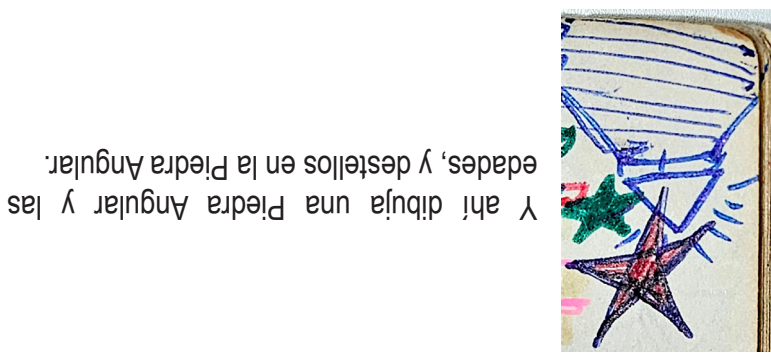 Y ahí dibuja una Piedra Angular y las
edades, y destellos en la Piedra Angular.